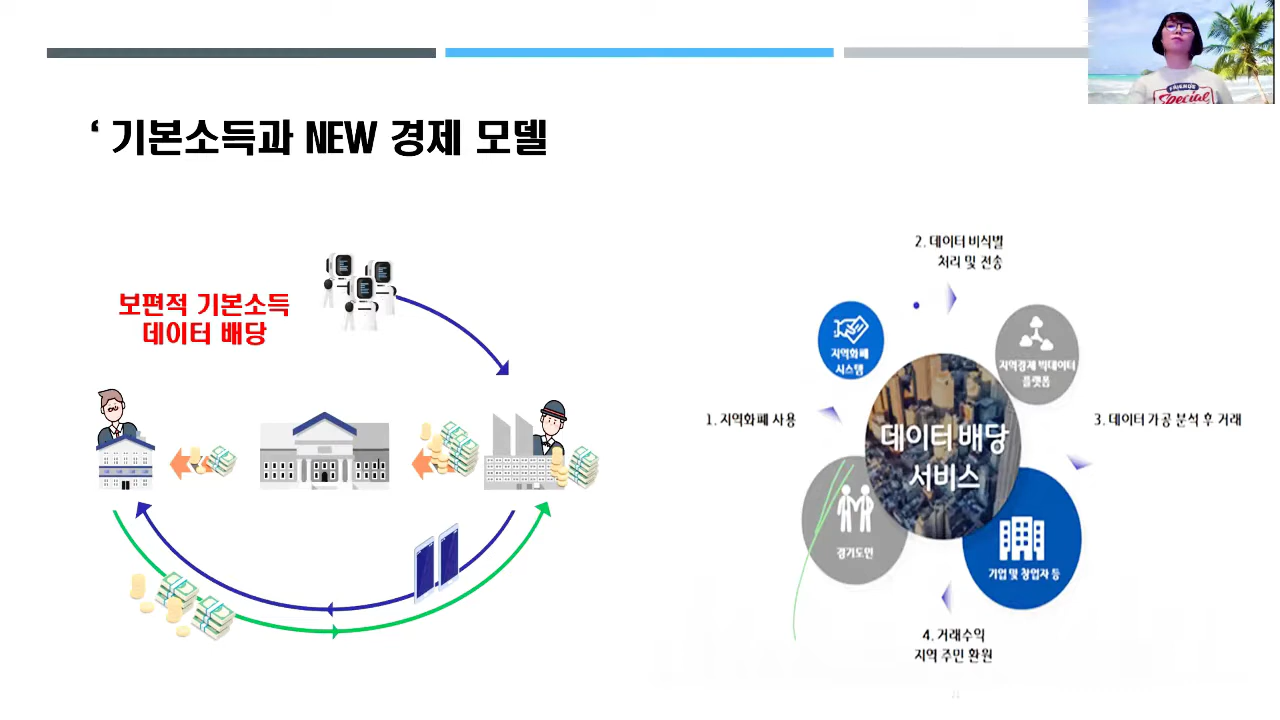 ‘ 기본소득과 NEW 경제 모델
보편적 기본소득
데이터 배당
2. 데이터 비식별
처리 및 전송
지역화폐
시스템
지역경제 빅데이터
플랫폼
1. 지역화폐 사용
3. 데이터 가공 분석 후 거래
데이터 배당
서비스
경기도민
기업 및 창업자 등
4. 거래수익
지역 주민 환원
FRIENDS
Special